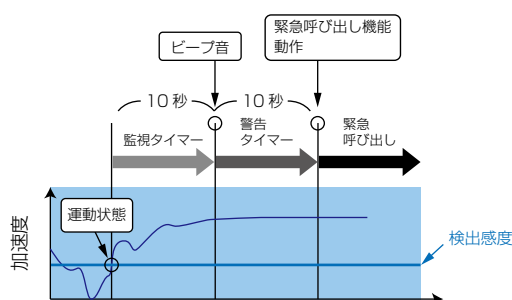 緊急呼び出し機能
動作
ビープ音
10秒
10秒
監視タイマー
警告
タイマー
緊急
呼び出し
運動状態
加速度
検出感度